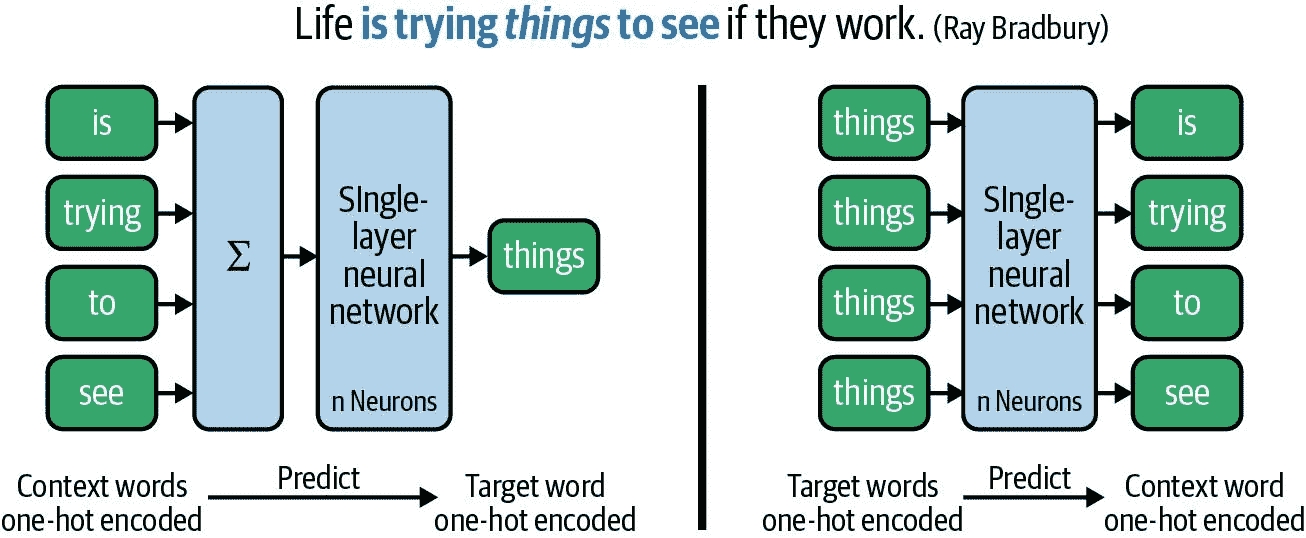 Life is trying things to see if they work. (Ray Bradbury)
is
trying
to
see
Σ
SIngle-
layer
neural
network
n Neurons
things
Context words
one-hot encoded
Predict
Target word
one-hot encoded
things
things
things
things
SIngle-
layer
neural
network
n Neurons
is
trying
to
see
Target words
one-hot encoded
Predict
Context word
one-hot encoded